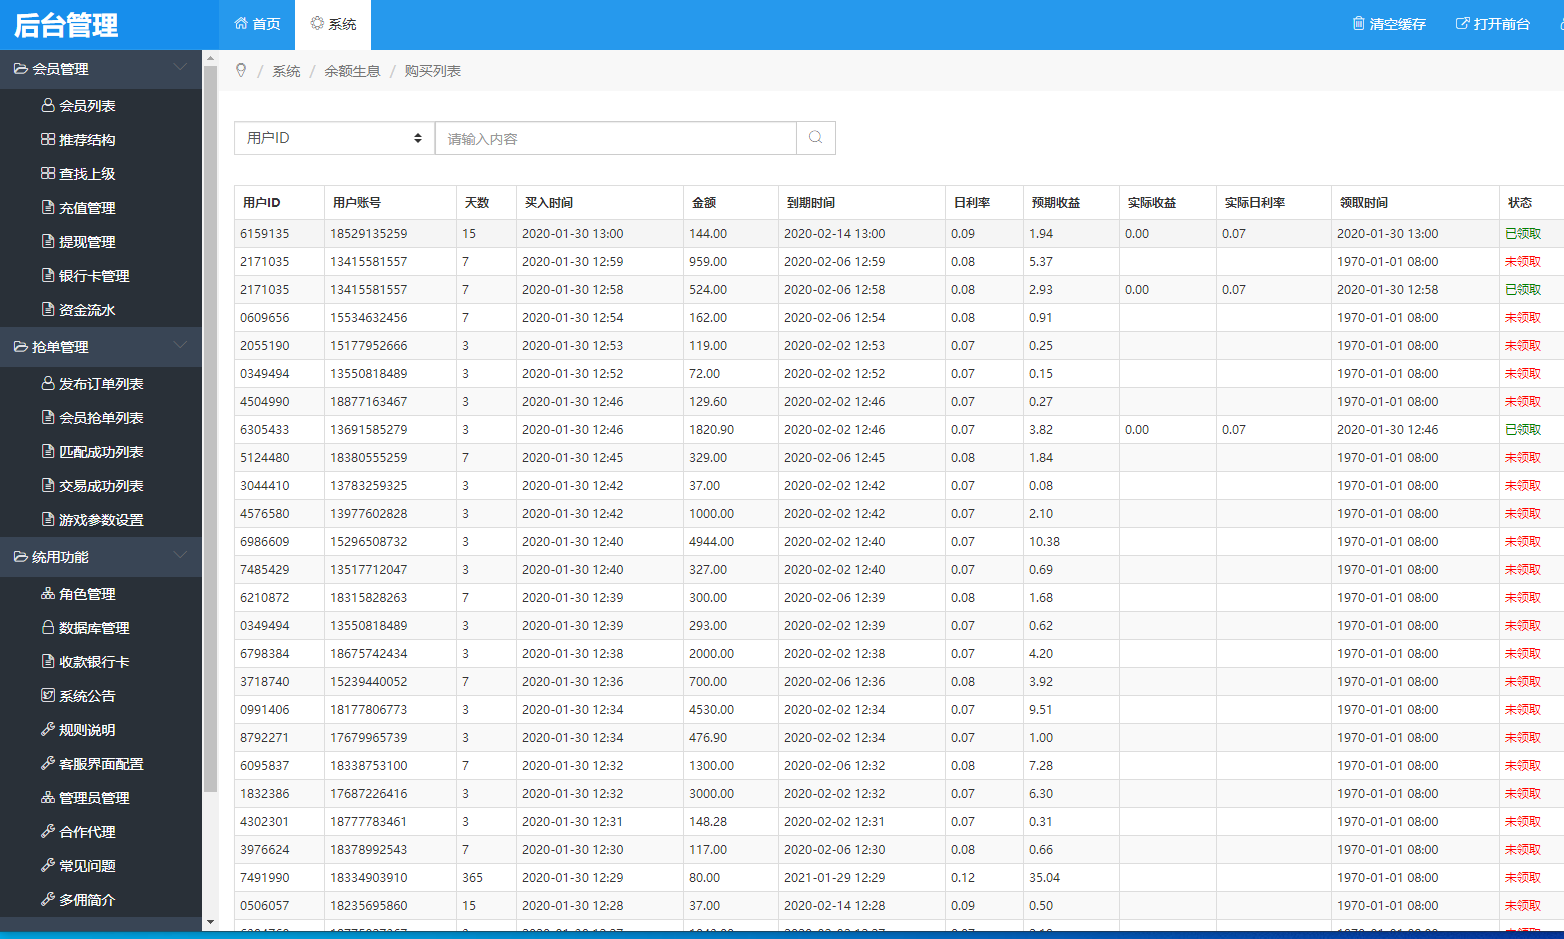 后台管理
首页
系统
清空缓存
打开前台
会员管理
会员列表
推荐结构
查找上级
充值管理
提现管理
银行卡管理
资金流水
抢单管理
发布订单列表
会员抢单列表
匹配成功列表
交易成功列表
游戏参数设置
统用功能
角色管理
数据库管理
收款银行卡
系统公告
规则说明
客服界面配置
管理员管理
合作代理
常见问题
多佣简介
/ 系统 / 余额生息 / 购买列表
用户ID 请输入内容
用户ID 用户账号 天数 买入时间 金额 到期时间 日利率 预期收益 实际收益 实际日利率 领取时间 状态
6159135 18529135259 15 2020-01-30 13:00 144.00 2020-02-14 13:00 0.09 1.94 0.00 0.07 2020-01-30 13:00 已领取
2171035 13415581557 7 2020-01-30 12:59 959.00 2020-02-06 12:59 0.08 5.37 1970-01-01 08:00 未领取
2171035 13415581557 7 2020-01-30 12:58 524.00 2020-02-06 12:58 0.08 2.93 0.00 0.07 2020-01-30 12:58 已领取
0609656 15534632456 7 2020-01-30 12:54 162.00 2020-02-06 12:54 0.08 0.91 1970-01-01 08:00 未领取
2055190 15177952666 3 2020-01-30 12:53 119.00 2020-02-02 12:53 0.07 0.25 1970-01-01 08:00 未领取
0349494 13550818489 3 2020-01-30 12:52 72.00 2020-02-02 12:52 0.07 0.15 1970-01-01 08:00 未领取
4504990 18877163467 3 2020-01-30 12:46 129.60 2020-02-02 12:46 0.07 0.27 1970-01-01 08:00 未领取
6305433 13691585279 3 2020-01-30 12:46 1820.90 2020-02-02 12:46 0.07 3.82 0.00 0.07 2020-01-30 12:46 已领取
5124480 18380555259 7 2020-01-30 12:45 329.00 2020-02-06 12:45 0.08 1.84 1970-01-01 08:00 未领取
3044410 13783259325 3 2020-01-30 12:42 37.00 2020-02-02 12:42 0.07 0.08 1970-01-01 08:00 未领取
4576580 13977602828 3 2020-01-30 12:42 1000.00 2020-02-02 12:42 0.07 2.10 1970-01-01 08:00 未领取
6986609 15296508732 3 2020-01-30 12:40 4944.00 2020-02-02 12:40 0.07 10.38 1970-01-01 08:00 未领取
7485429 13517712047 3 2020-01-30 12:40 327.00 2020-02-02 12:40 0.07 0.69 1970-01-01 08:00 未领取
6210872 18315828263 7 2020-01-30 12:39 300.00 2020-02-06 12:39 0.08 1.68 1970-01-01 08:00 未领取
0349494 13550818489 3 2020-01-30 12:39 293.00 2020-02-02 12:39 0.07 0.62 1970-01-01 08:00 未领取
6798384 18675742434 3 2020-01-30 12:38 2000.00 2020-02-02 12:38 0.07 4.20 1970-01-01 08:00 未领取
3718740 15239440052 7 2020-01-30 12:36 700.00 2020-02-06 12:36 0.08 3.92 1970-01-01 08:00 未领取
0991406 18177806773 3 2020-01-30 12:34 4530.00 2020-02-02 12:34 0.07 9.51 1970-01-01 08:00 未领取
8792271 17679965739 3 2020-01-30 12:34 476.90 2020-02-02 12:34 0.07 1.00 1970-01-01 08:00 未领取
6095837 18338753100 7 2020-01-30 12:32 1300.00 2020-02-06 12:32 0.08 7.28 1970-01-01 08:00 未领取
1832386 17687226416 3 2020-01-30 12:32 3000.00 2020-02-02 12:32 0.07 6.30 1970-01-01 08:00 未领取
4302301 18777783461 3 2020-01-30 12:31 148.28 2020-02-02 12:31 0.07 0.31 1970-01-01 08:00 未领取
3976624 18378992543 7 2020-01-30 12:30 117.00 2020-02-06 12:30 0.08 0.66 1970-01-01 08:00 未领取
7491990 18334903910 365 2020-01-30 12:29 80.00 2021-01-29 12:29 0.12 35.04 1970-01-01 08:00 未领取
0506057 18235695860 15 2020-01-30 12:28 37.00 2020-02-14 12:28 0.09 0.50 1970-01-01 08:00 未领取